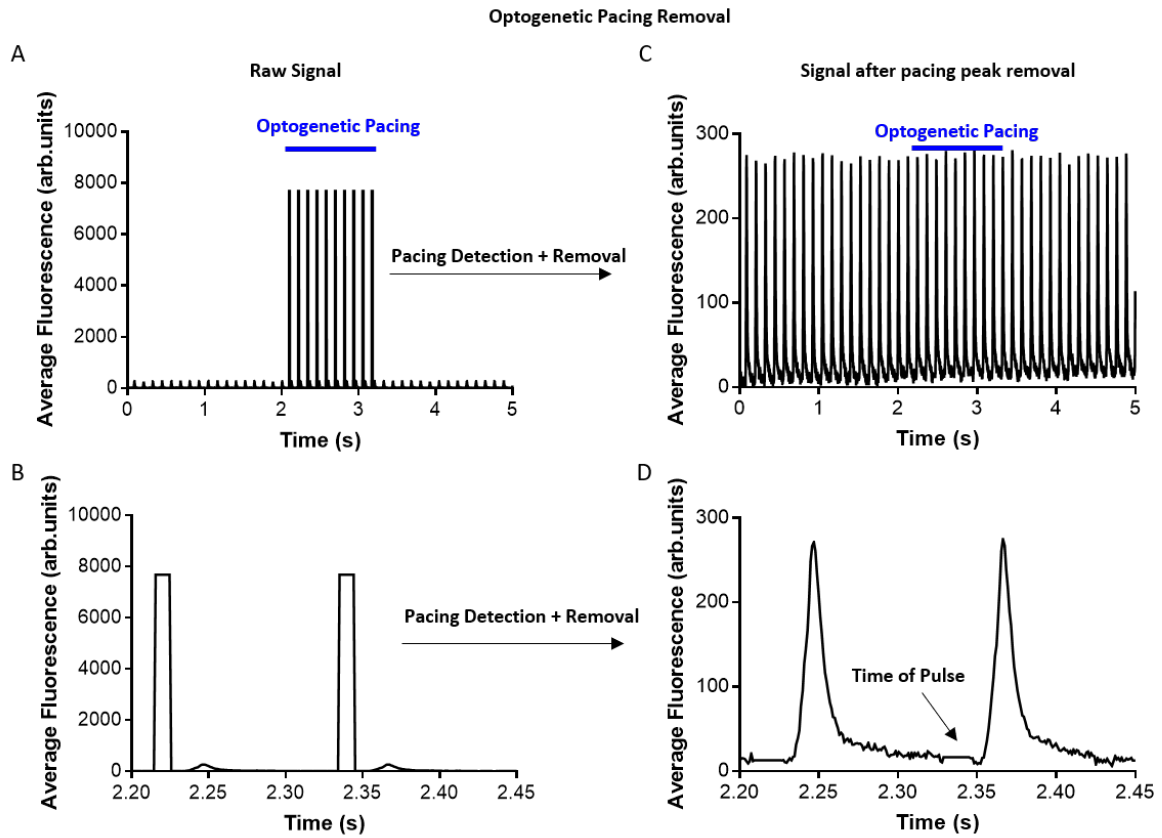 Optogenetic Pacing Removal
A
Raw Signal
Optogenetic Pacing
Average Fluorescence (arb.units)
10000
8000
6000
4000
2000
0
0 1 2 3 4 5
Time (s)
Pacing Detection + Removal
C
Signal after pacing peak removal
Optogenetic Pacing
Average Fluorescence (arb.units)
300
200
100
0
0 1 2 3 4 5
Time (s)
B
Average Fluorescence (arb.units)
10000
8000
6000
4000
2000
0
2.20 2.25 2.30 2.35 2.40 2.45
Time (s)
Pacing Detection + Removal
D
Average Fluorescence (arb.units)
300
200
100
0
Time of Pulse
2.20 2.25 2.30 2.35 2.40 2.45
Time (s)